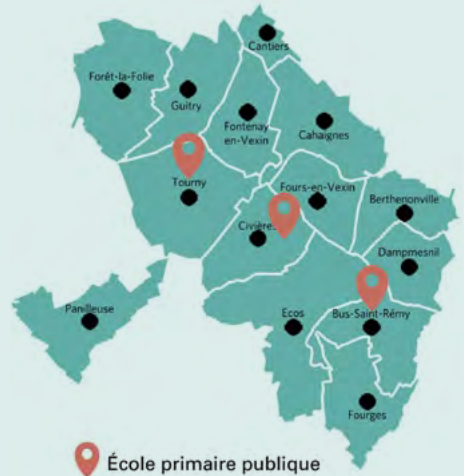 Cantiers
Forêt-la-Folie
Guitry
Fontenay
en-Vexin
Cahaignes
Tourny
Fours-en-Vexin
Berthenonville
Civières
Dampmesnil
Panilleuse
Ecos
Bus-Saint-Rémy
Fourges
École primaire publique